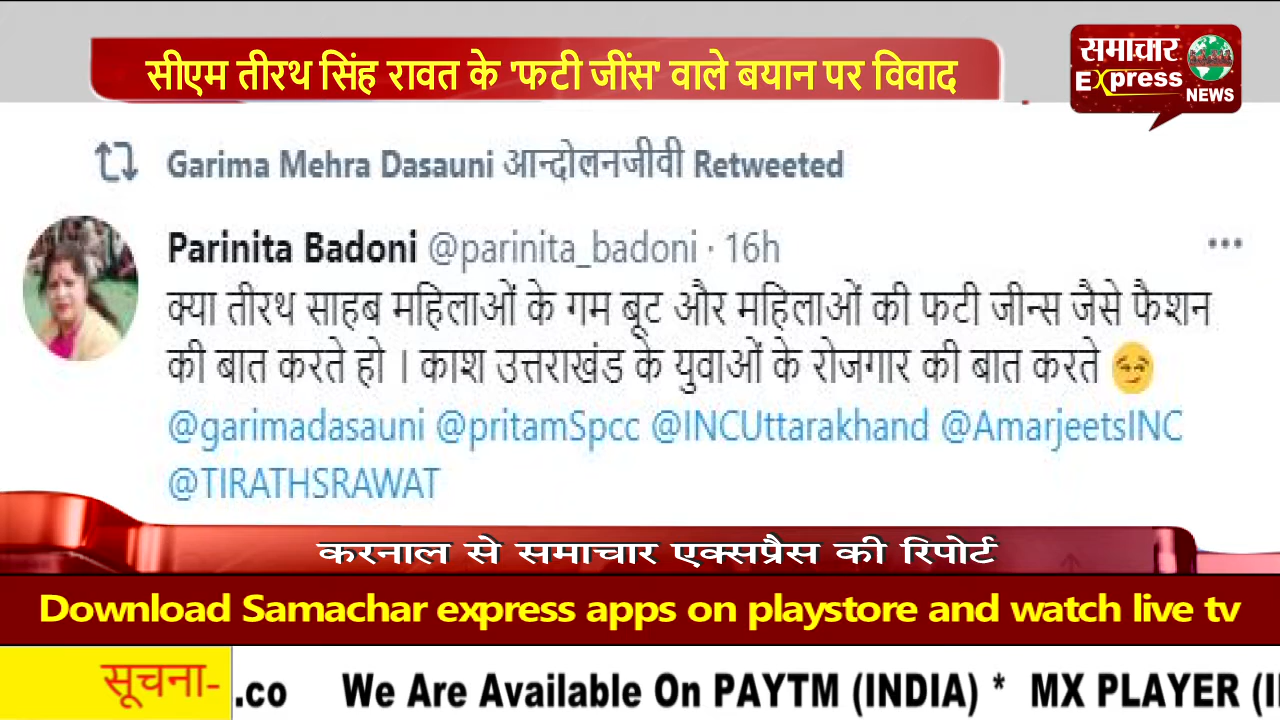 सीएम तीरथ सिंह रावत के 'फटी जींस' वाले बयान पर विवाद
समाचार
Express
NEWS
Garima Mehra Dasauni आन्दोलनजीवी Retweeted
Parinita Badoni @parinita_badoni · 16h
क्या तीरथ साहब महिलाओं के गम बूट और महिलाओं की फटी जीन्स जैसे फैशन
की बात करते हो । काश उत्तराखंड के युवाओं के रोजगार की बात करते 😏
@garimadasauni @pritamSpcc @INCUttarakhand @AmarjeetsINC
@TIRATHSRAWAT
करनाल से समाचार एक्सप्रैस की रिपोर्ट
Download Samachar express apps on playstore and watch live tv
सूचना- .co We Are Available On PAYTM (INDIA) * MX PLAYER (I